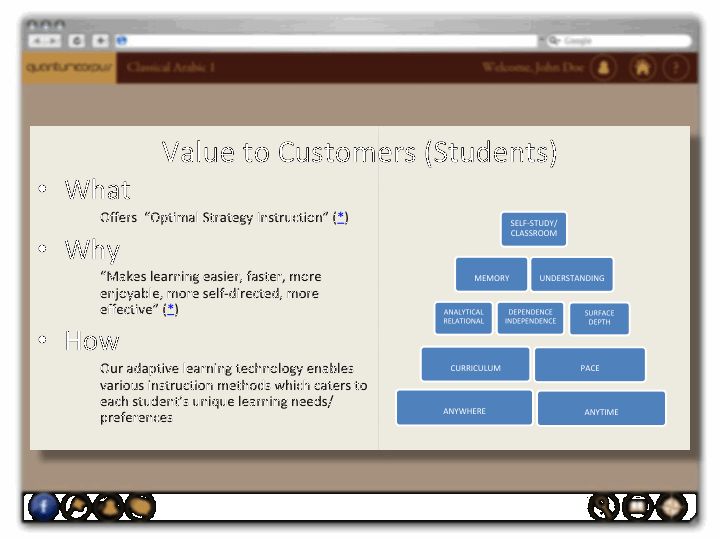 Google
quantumcorpus
Classical Arabic 1
Welcome, John Doe
?
Value to Customers (Students)
• What
Offers “Optimal Strategy instruction” (*)
• Why
“Makes learning easier, faster, more
enjoyable, more self-directed, more
effective” (*)
• How
Our adaptive learning technology enables
various instruction methods which caters to
each student’s unique learning needs/
preferences
SELF-STUDY/
CLASSROOM
MEMORY
UNDERSTANDING
ANALYTICAL
RELATIONAL
DEPENDENCE
INDEPENDENCE
SURFACE
DEPTH
CURRICULUM
PACE
ANYWHERE
ANYTIME
f